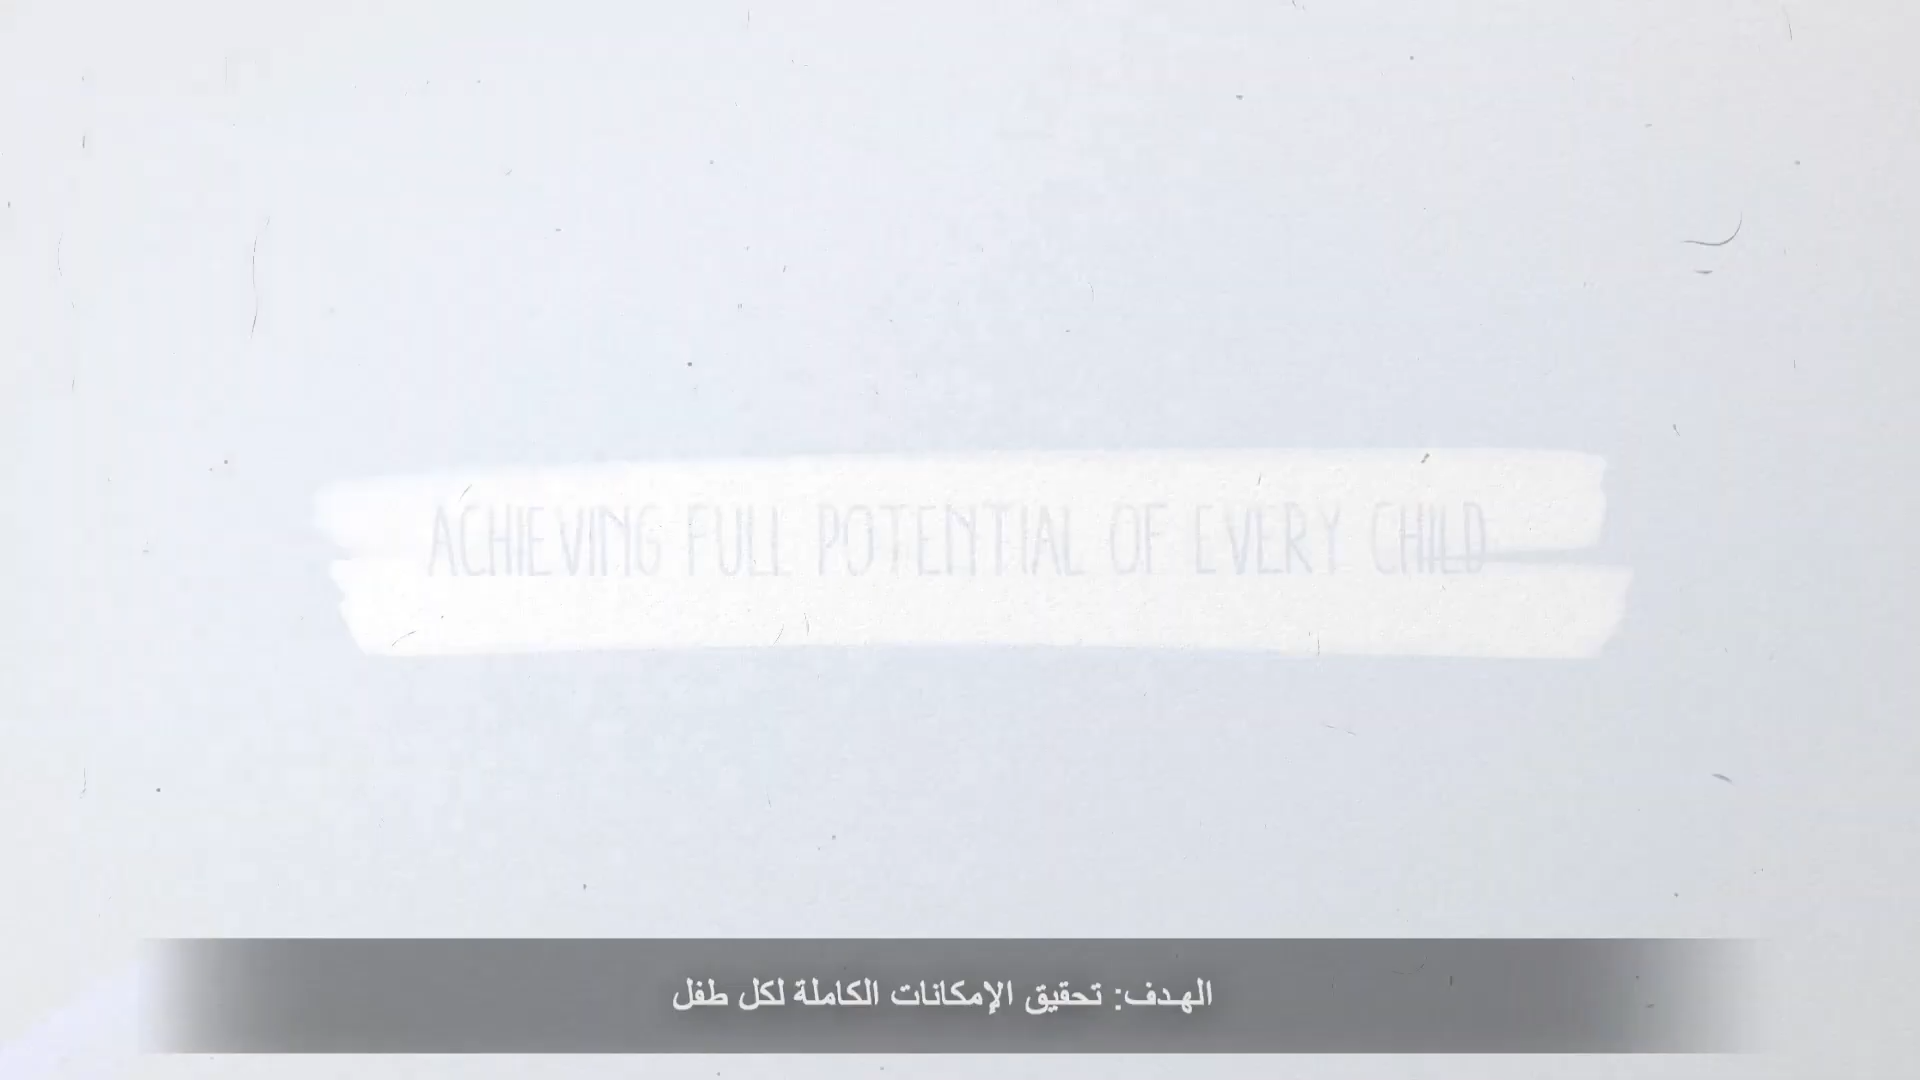 ACHIEVING FULL POTENTIAL OF EVERY CHILD
الهدف: تحقيق الإمكانات الكاملة لكل طفل